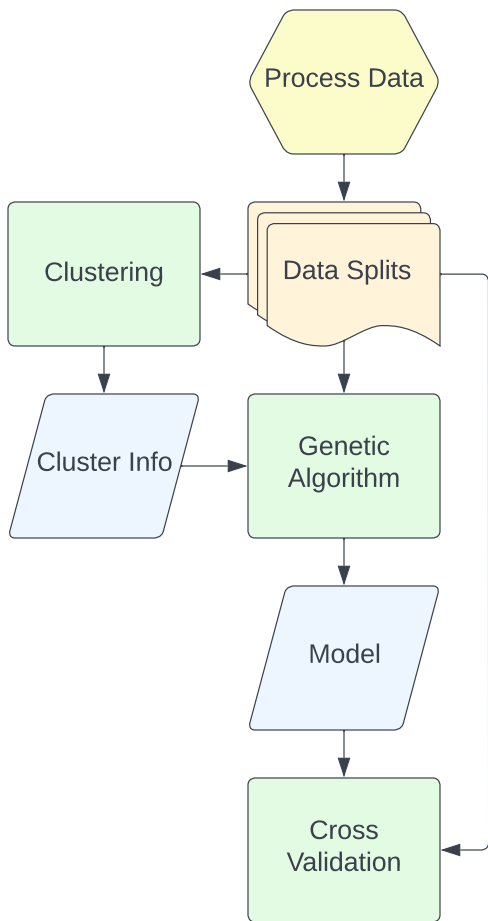 Process Data
Clustering
Data Splits
Cluster Info
Genetic
Algorithm
Model
Cross
Validation